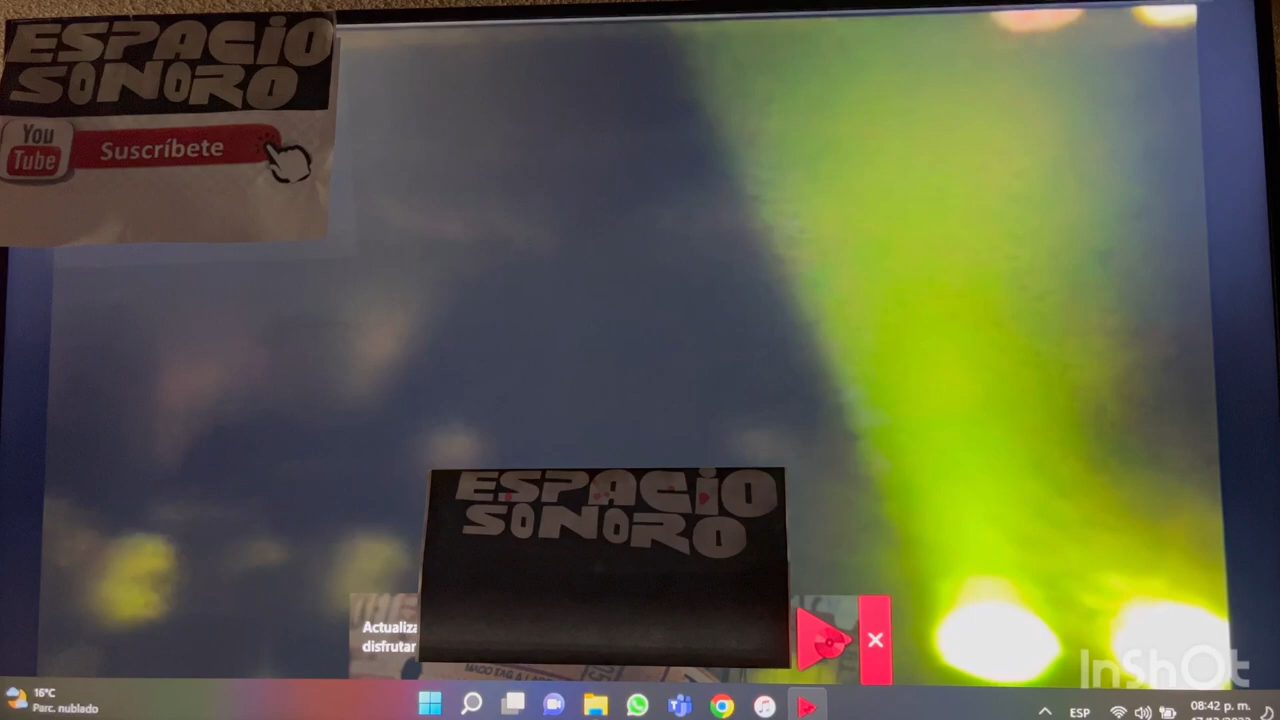 ESPACIO
SONORO
You
Tube
Suscríbete
ESPACIO
SONORO
Actualiza
disfrutar
InShOt
16°C
Parc. nublado
ESP
08:42 p. m.